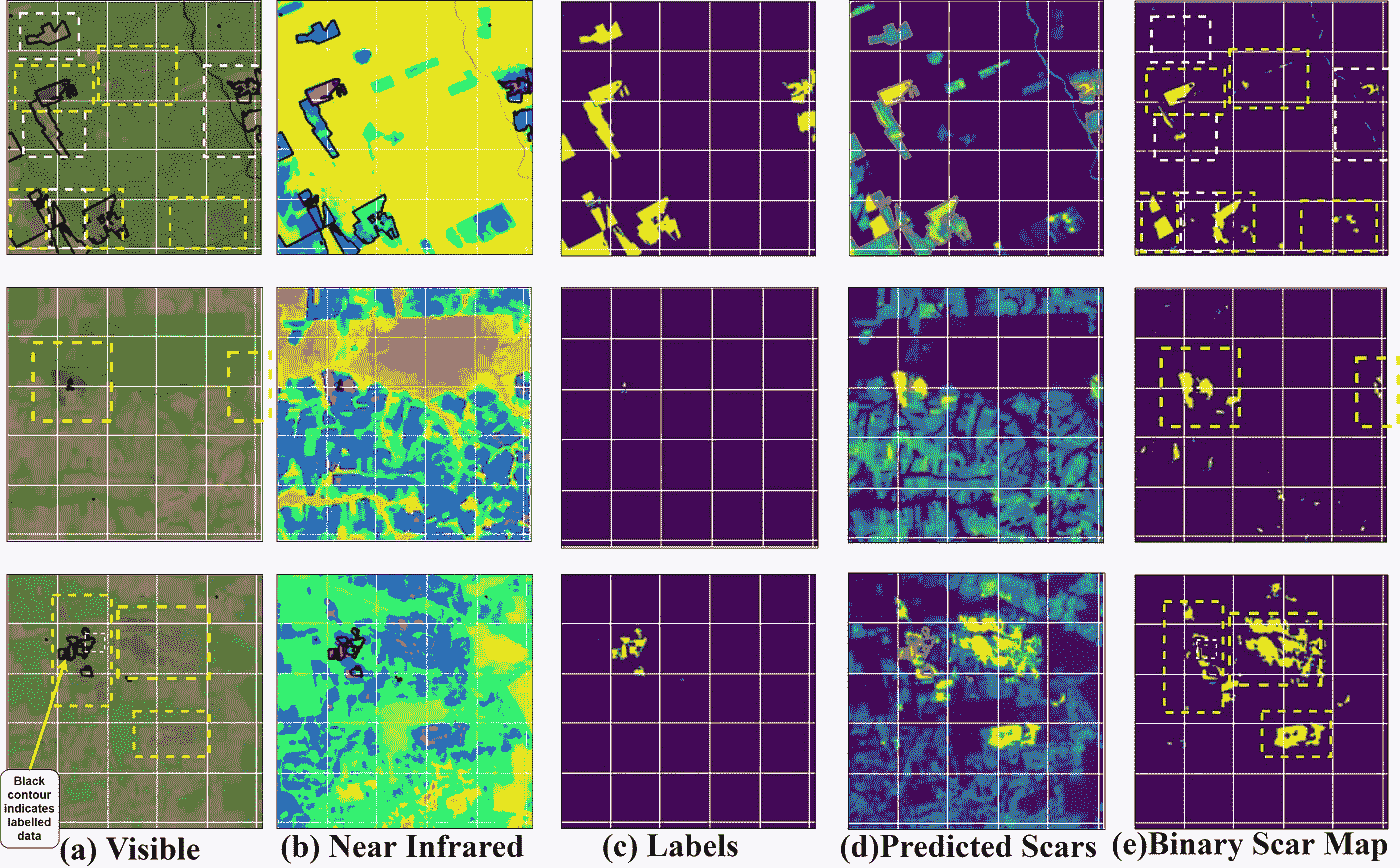 Black
contour
indicates
labelled
data
(a) Visible
(b) Near Infrared
(c) Labels
(d)Predicted Scars
(e)Binary Scar Map